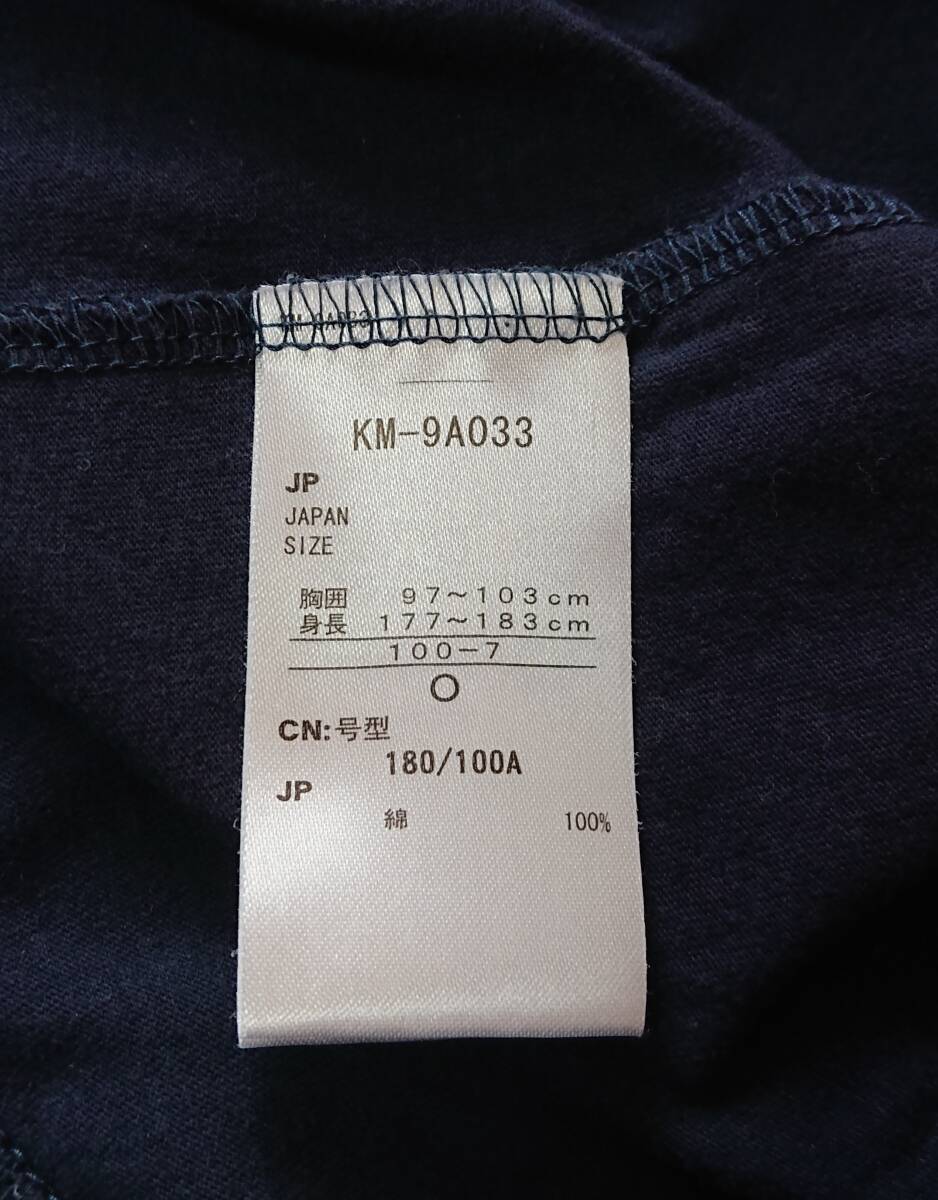 KM-9A033
JP
JAPAN
SIZE
胸囲 97～103cm
身長 177～183cm
100-7
O
CN:号型
180/100A
JP
綿 100%